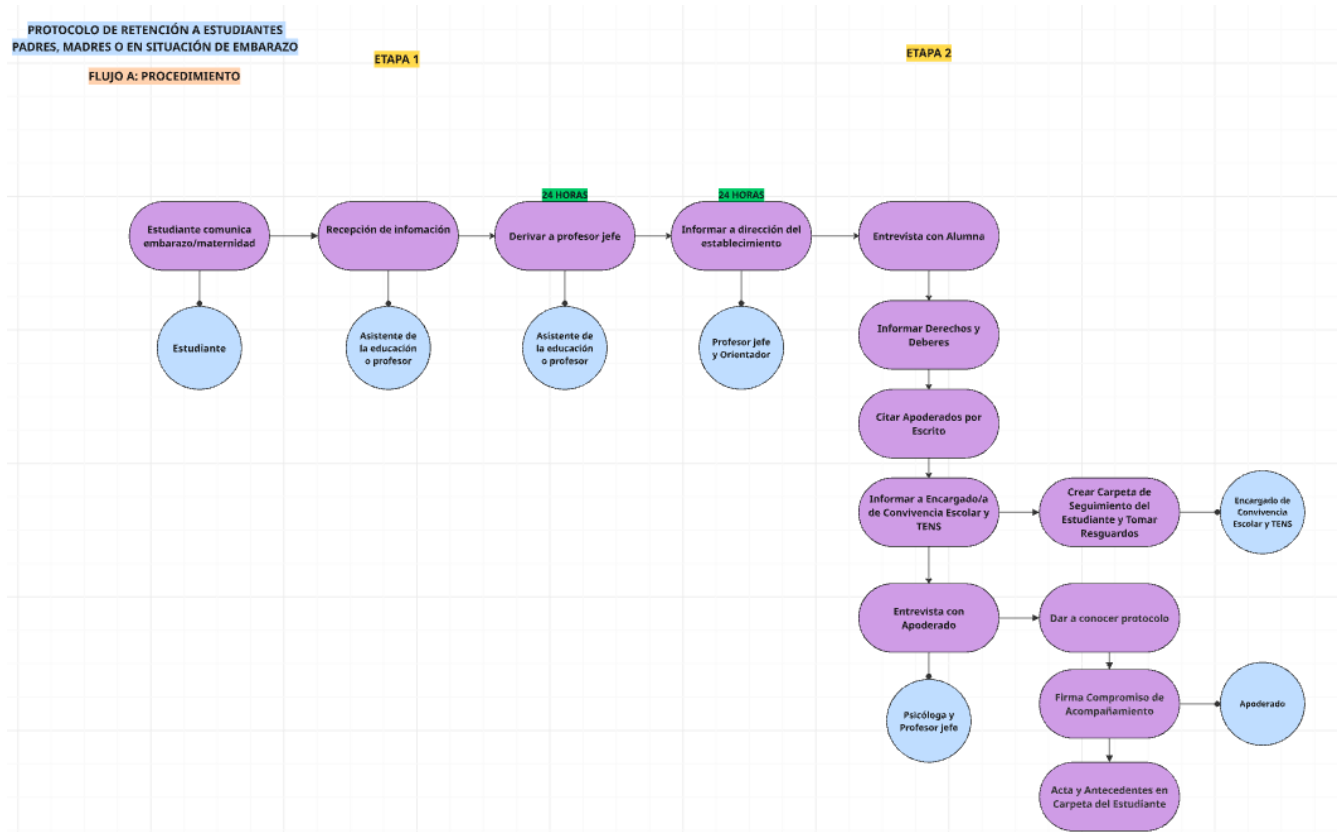 PROTOCOLO DE RETENCIÓN A ESTUDIANTES
PADRES, MADRES O EN SITUACIÓN DE EMBARAZO
FLUJO A: PROCEDIMIENTO
ETAPA 1
ETAPA 2
Estudiante comunica
embarazo/maternidad
Estudiante
Recepción de infomación
Asistente de
la educación
o profesor
24 HORAS
Derivar a profesor jefe
Asistente de
la educación
o profesor
24 HORAS
Informar a dirección del
establecimiento
Profesor jefe
y Orientador
Entrevista con Alumna
Informar Derechos y
Deberes
Citar Apoderados por
Escrito
Informar a Encargado/a
de Convivencia Escolar y
TENS
Crear Carpeta de
Seguimiento del
Estudiante y Tomar
Resguardos
Encargado de
Convivencia
Escolar y TENS
Entrevista con
Apoderado
Psicóloga y
Profesor jefe
Dar a conocer protocolo
Firma Compromiso de
Acompañamiento
Apoderado
Acta y Antecedentes en
Carpeta del Estudiante